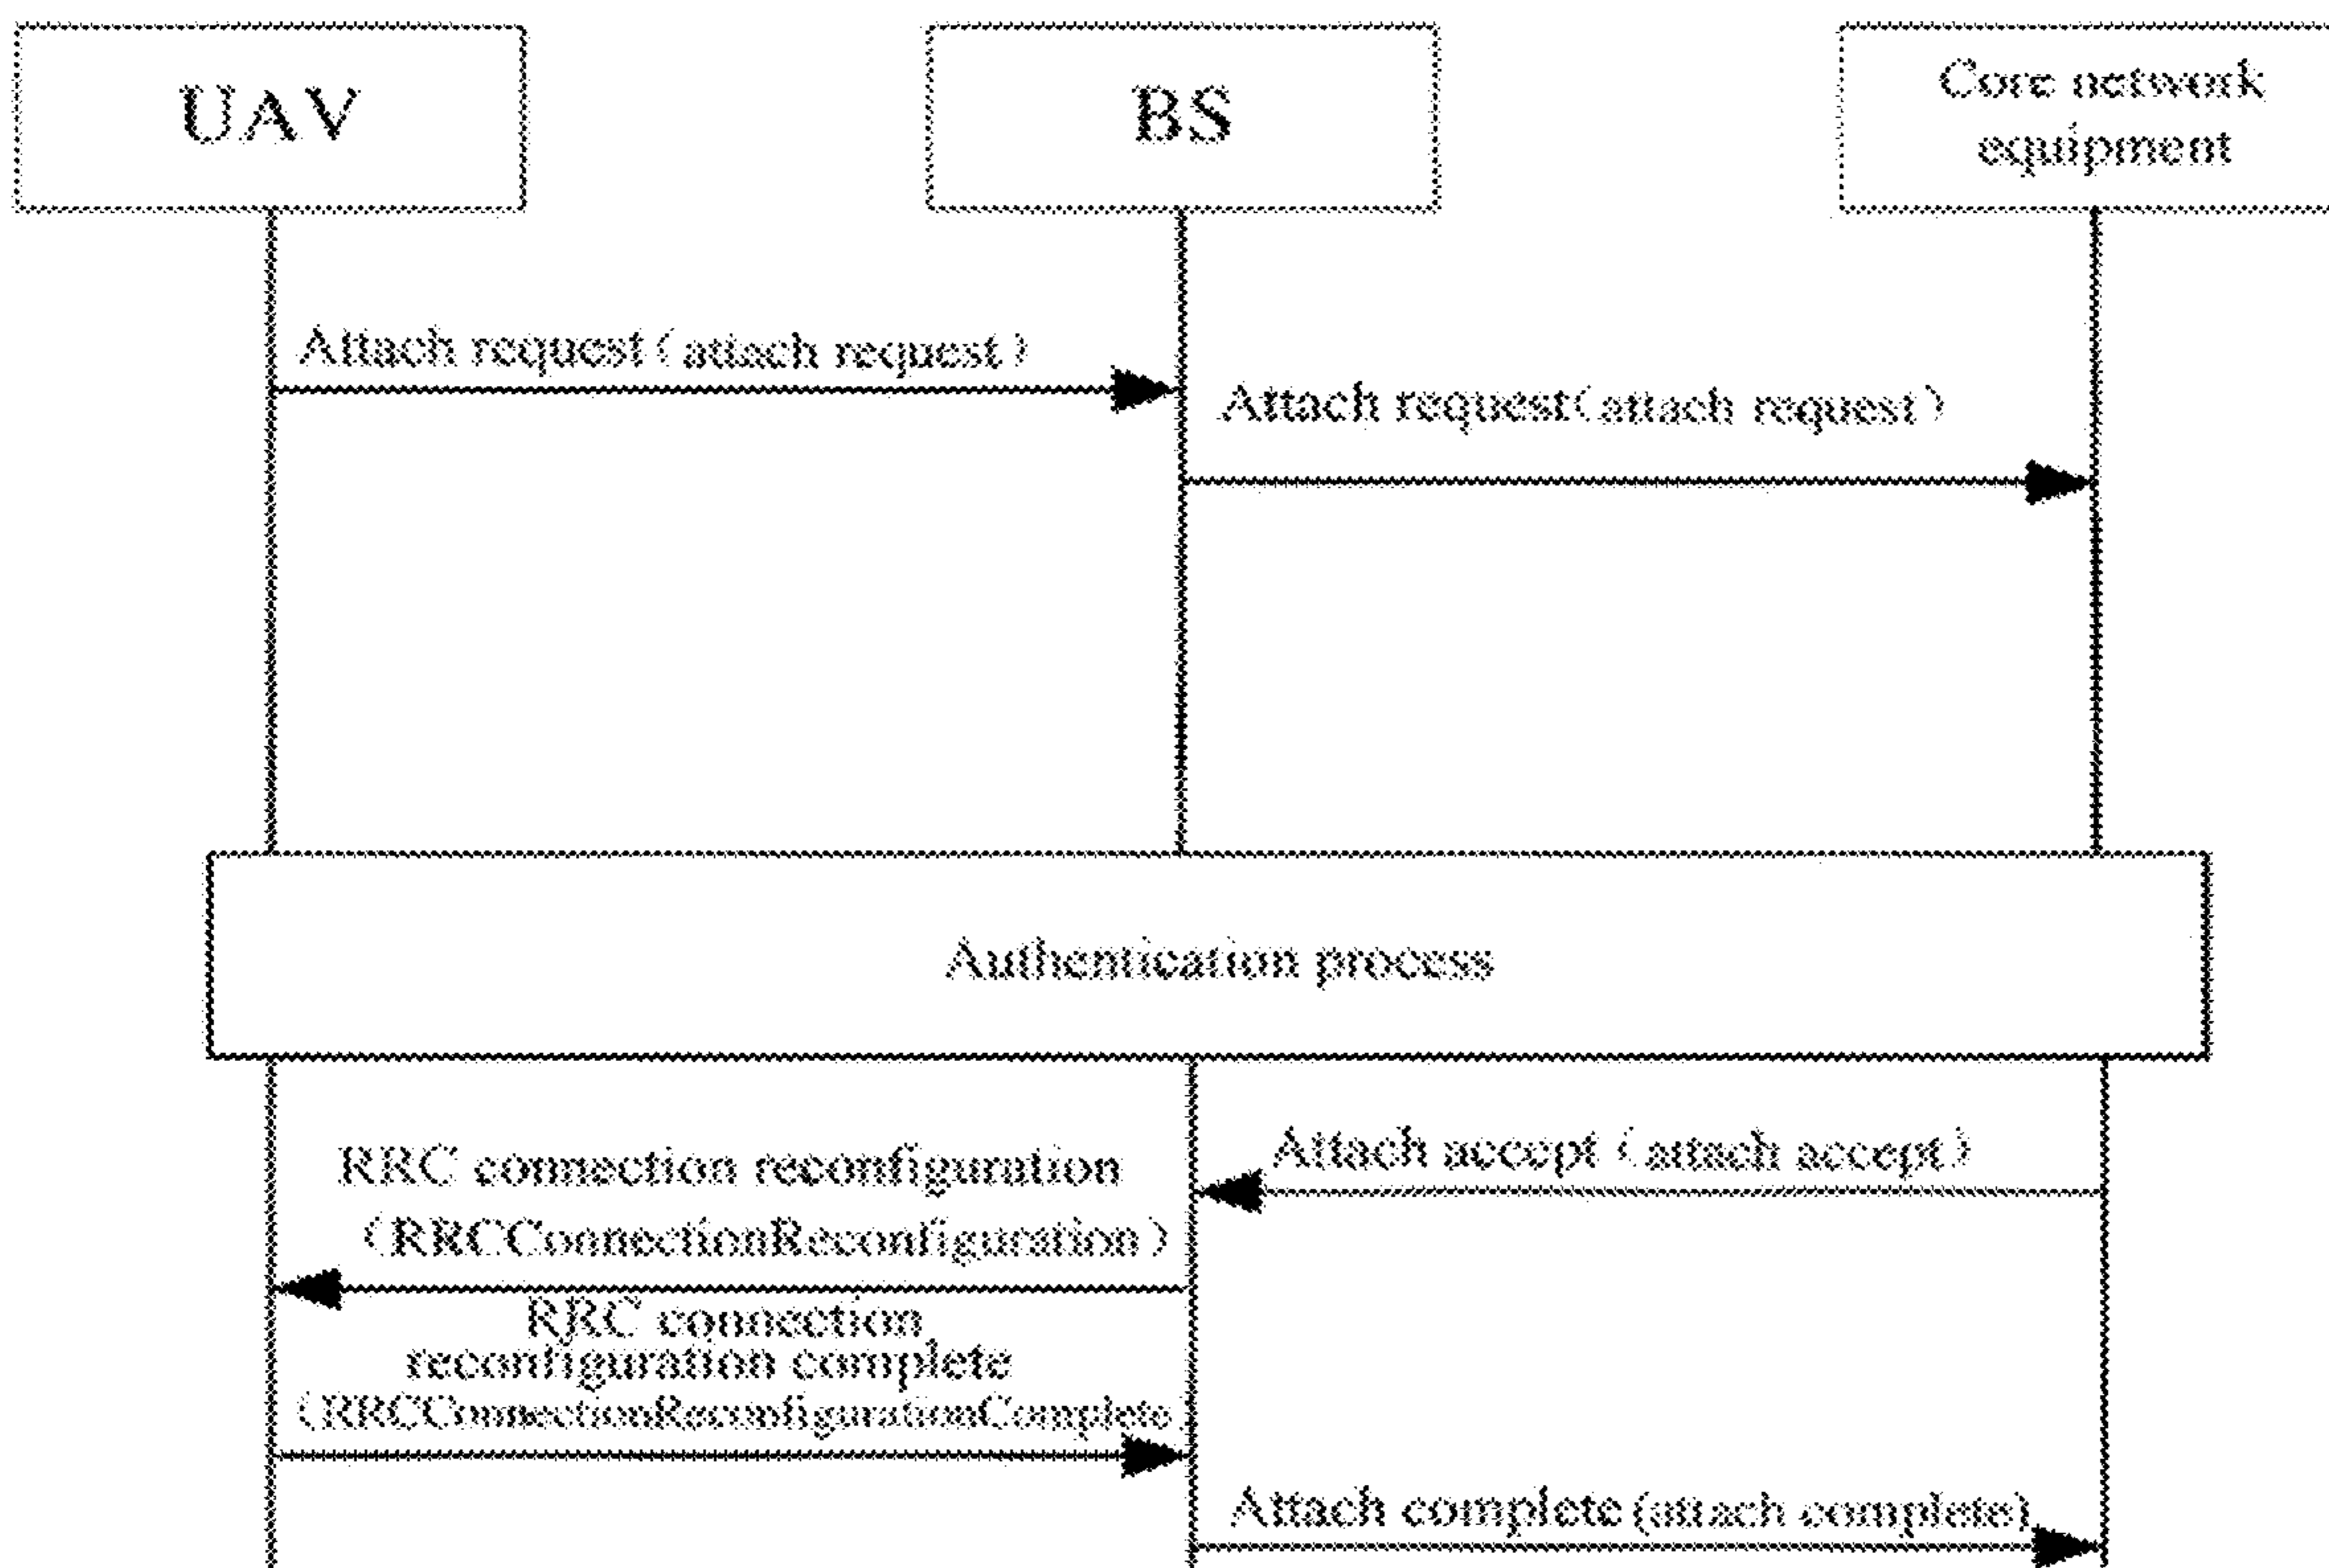 UAV
BS
Core network
equipment
Attach request (attach request)
Attach request(attach request)
Authentication process
Attach accept (attach accept)
RRC connection reconfiguration
(RRCConnectionReconfiguration)
RRC connection
reconfiguration complete
(RRCConnectionReconfigurationComplete
Attach complete (attach complete)